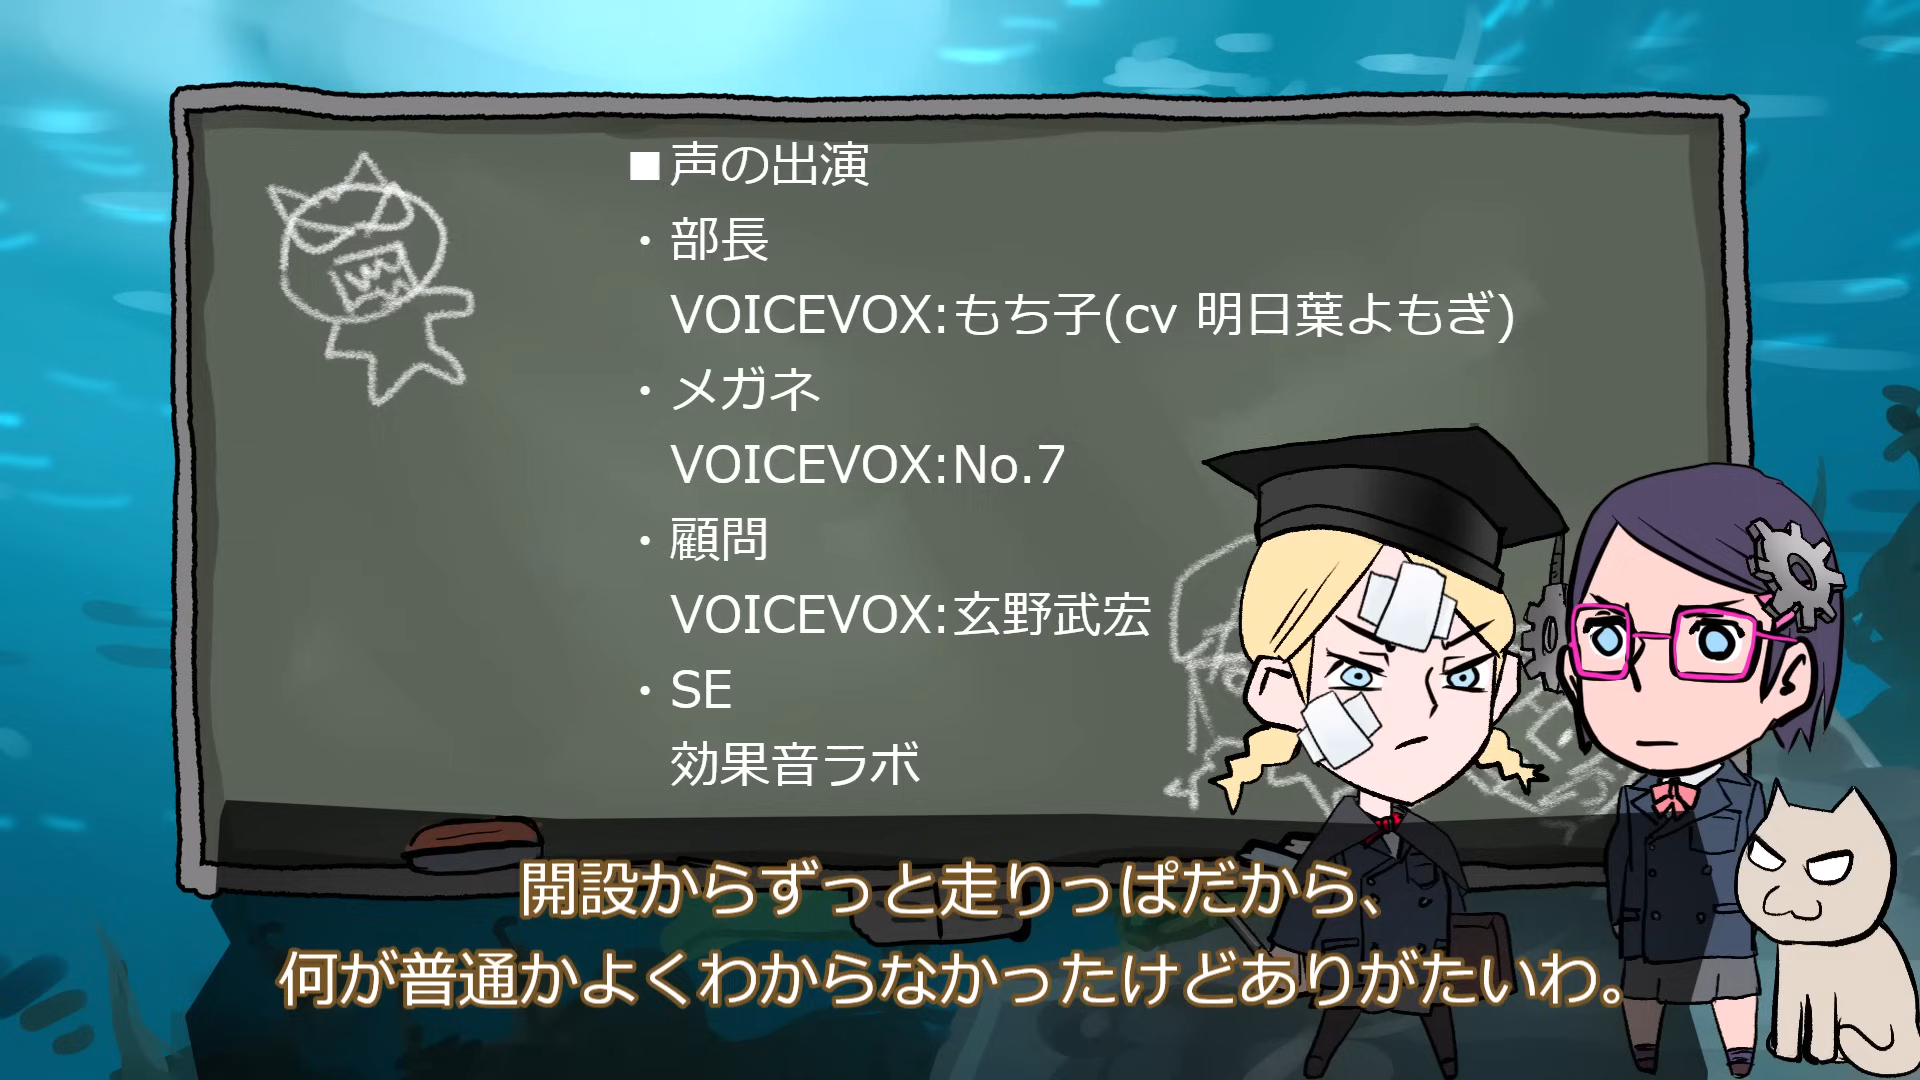 ■声の出演
・部長
VOICEVOX:もち子(cv 明日葉よもぎ)
・メガネ
VOICEVOX:No.7
・顧問
VOICEVOX:玄野武宏
・SE
効果音ラボ
開設からずっと走りっぱだから、
何が普通かよくわからなかったけどありがたいわ。